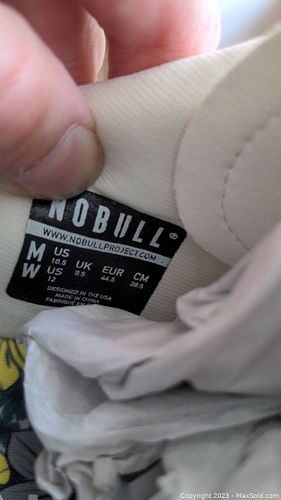 NOBULL®
WWW.NOBULLPROJECT.COM
M US 10.5 UK 9.5 EUR 44.5 CM 28.5
W US 12
DESIGNED IN THE USA
MADE IN CHINA
© 2023 - MaxSold.com